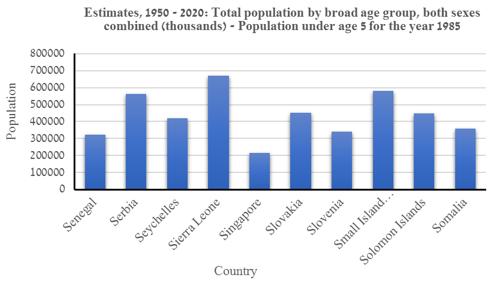 Estimates, 1950 - 2020: Total population by broad age group, both sexes
combined (thousands) - Population under age 5 for the year 1985
Population
800000
700000
600000
500000
400000
300000
200000
100000
0
Senegal
Serbia
Seychelles
Sierra Leone
Singapore
Slovakia
Slovenia
Small Island…
Solomon Islands
Somalia
Country